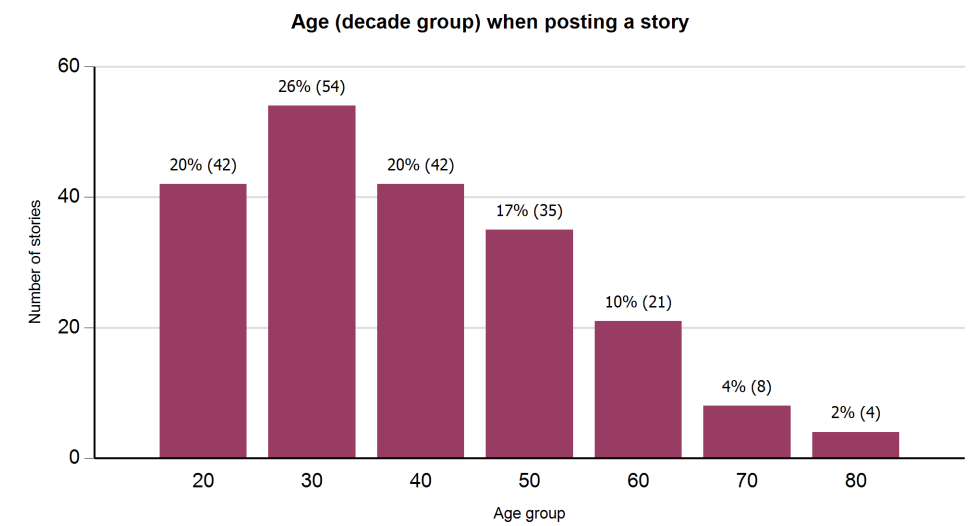 Age (decade group) when posting a story
60
26% (54)
20% (42)
20% (42)
17% (35)
40
Number of stories
10% (21)
20
4% (8)
2% (4)
0
20 30 40 50 60 70 80
Age group